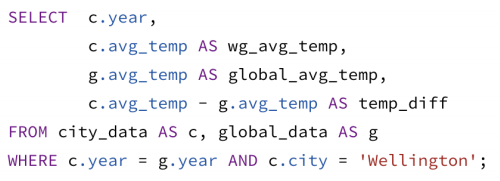 SELECT  c.year,
        c.avg_temp AS wg_avg_temp,
        g.avg_temp AS global_avg_temp,
        c.avg_temp - g.avg_temp AS temp_diff
FROM city_data AS c, global_data AS g
WHERE c.year = g.year AND c.city = 'Wellington';